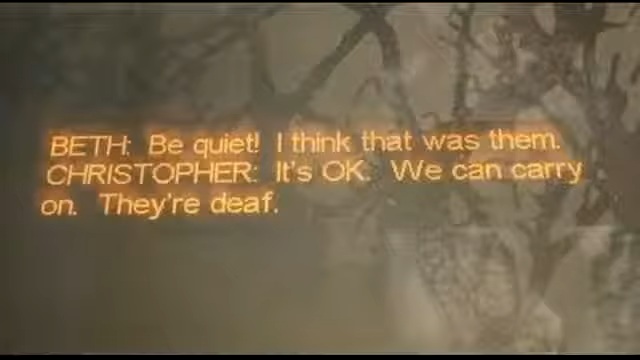 BETH: Be quiet! I think that was them.
CHRISTOPHER: It's OK. We can carry
on. They're deaf.